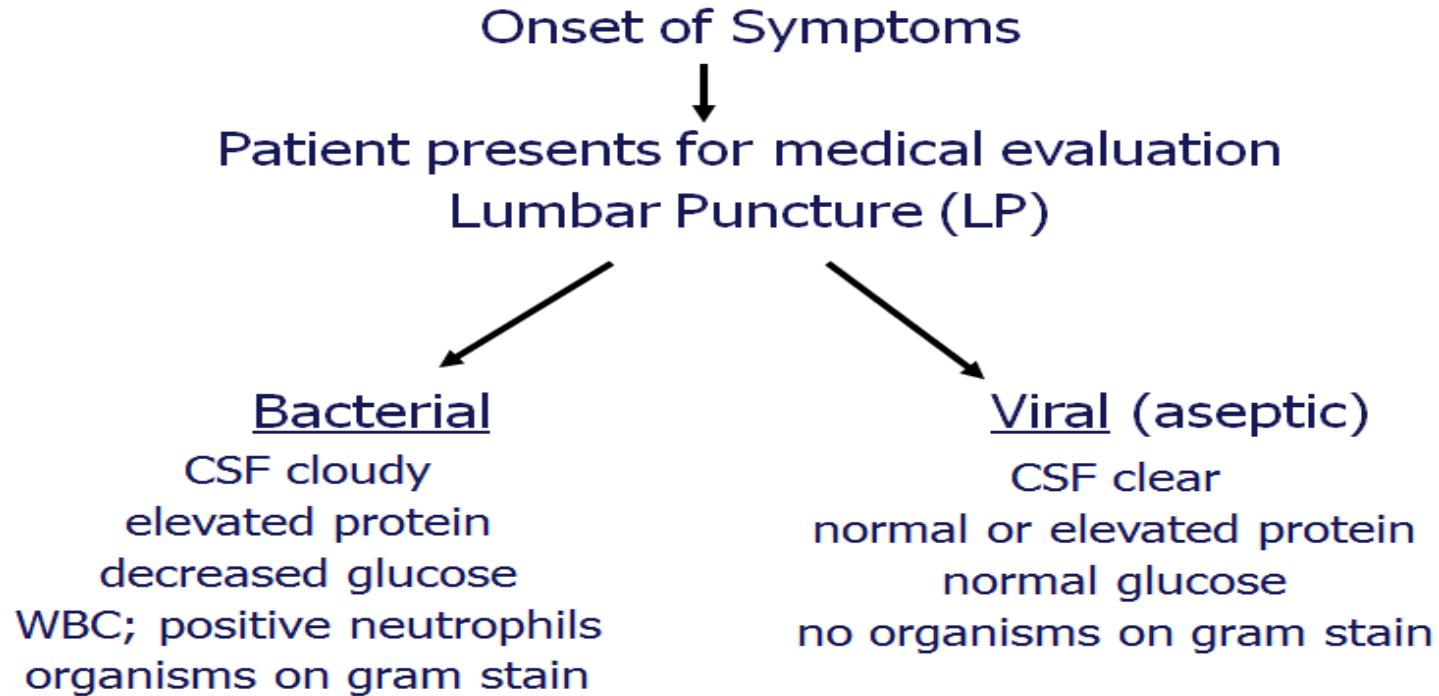 Onset of Symptoms
Patient presents for medical evaluation
Lumbar Puncture (LP)
Bacterial
CSF cloudy
elevated protein
decreased glucose
WBC; positive neutrophils
organisms on gram stain
Viral (aseptic)
CSF clear
normal or elevated protein
normal glucose
no organisms on gram stain